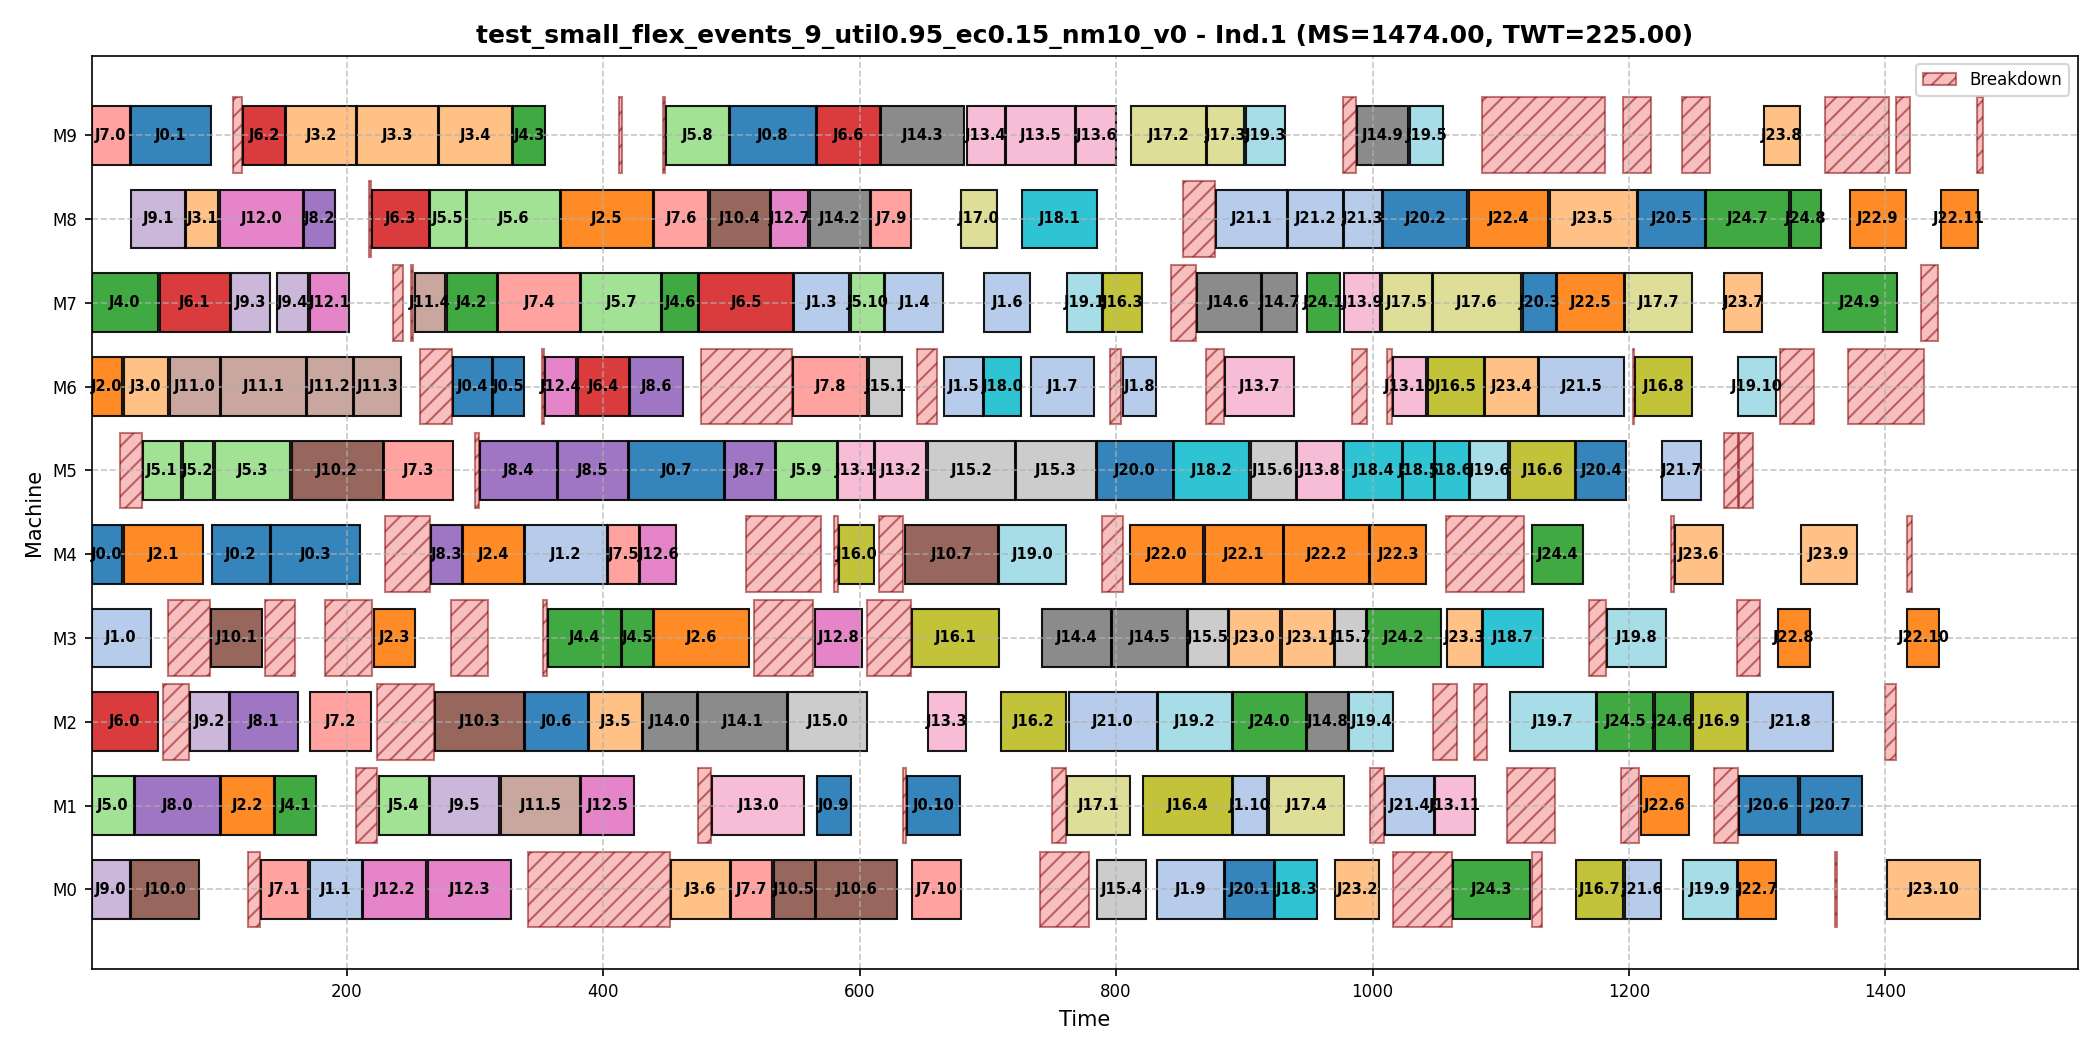 test_small_flex_events_9_util0.95_ec0.15_nm10_v0 - Ind.1 (MS=1474.00, TWT=225.00)
Breakdown
M9 J7.0 J0.1 J6.2 J3.2 J3.3 J3.4 J4.3 J5.8 J0.8 J6.6 J14.3 J13.4 J13.5 J13.6 J17.2 J17.3 J19.3 J14.9 J19.5 J23.8
M8 J9.1 J3.1 J12.0 J8.2 J6.3 J5.5 J5.6 J2.5 J7.6 J10.4 J12.7 J14.2 J7.9 J17.0 J18.1 J21.1 J21.2 J21.3 J20.2 J22.4 J23.5 J20.5 J24.7 J24.8 J22.9 J22.11
M7 J4.0 J6.1 J9.3 J9.4 J12.1 J11.4 J4.2 J7.4 J5.7 J4.6 J6.5 J1.3 J5.10 J1.4 J1.6 J19.1 J16.3 J14.6 J14.7 J24.1 J13.9 J17.5 J17.6 J20.3 J22.5 J17.7 J23.7 J24.9
M6 J2.0 J3.0 J11.0 J11.1 J11.2 J11.3 J0.4 J0.5 J12.4 J6.4 J8.6 J7.8 J15.1 J1.5 J18.0 J1.7 J1.8 J13.7 J13.10 J16.5 J23.4 J21.5 J16.8 J19.10
M5 J5.1 J5.2 J5.3 J10.2 J7.3 J8.4 J8.5 J0.7 J8.7 J5.9 J13.1 J13.2 J15.2 J15.3 J20.0 J18.2 J15.6 J13.8 J18.4 J18.5 J18.6 J19.6 J16.6 J20.4 J21.7
M4 J0.0 J2.1 J0.2 J0.3 J8.3 J2.4 J1.2 J7.5 J12.6 J16.0 J10.7 J19.0 J22.0 J22.1 J22.2 J22.3 J24.4 J23.6 J23.9
M3 J1.0 J10.1 J2.3 J4.4 J4.5 J2.6 J12.8 J16.1 J14.4 J14.5 J15.5 J23.0 J23.1 J15.7 J24.2 J23.3 J18.7 J19.8 J22.8 J22.10
M2 J6.0 J9.2 J8.1 J7.2 J10.3 J0.6 J3.5 J14.0 J14.1 J15.0 J13.3 J16.2 J21.0 J19.2 J24.0 J14.8 J19.4 J19.7 J24.5 J24.6 J16.9 J21.8
M1 J5.0 J8.0 J2.2 J4.1 J5.4 J9.5 J11.5 J12.5 J13.0 J0.9 J0.10 J17.1 J16.4 J1.10 J17.4 J21.4 J13.11 J22.6 J20.6 J20.7
M0 J9.0 J10.0 J7.1 J1.1 J12.2 J12.3 J3.6 J7.7 J10.5 J10.6 J7.10 J15.4 J1.9 J20.1 J18.3 J23.2 J24.3 J16.7 J21.6 J19.9 J22.7 J23.10
200 400 600 800 1000 1200 1400
Time
Machine